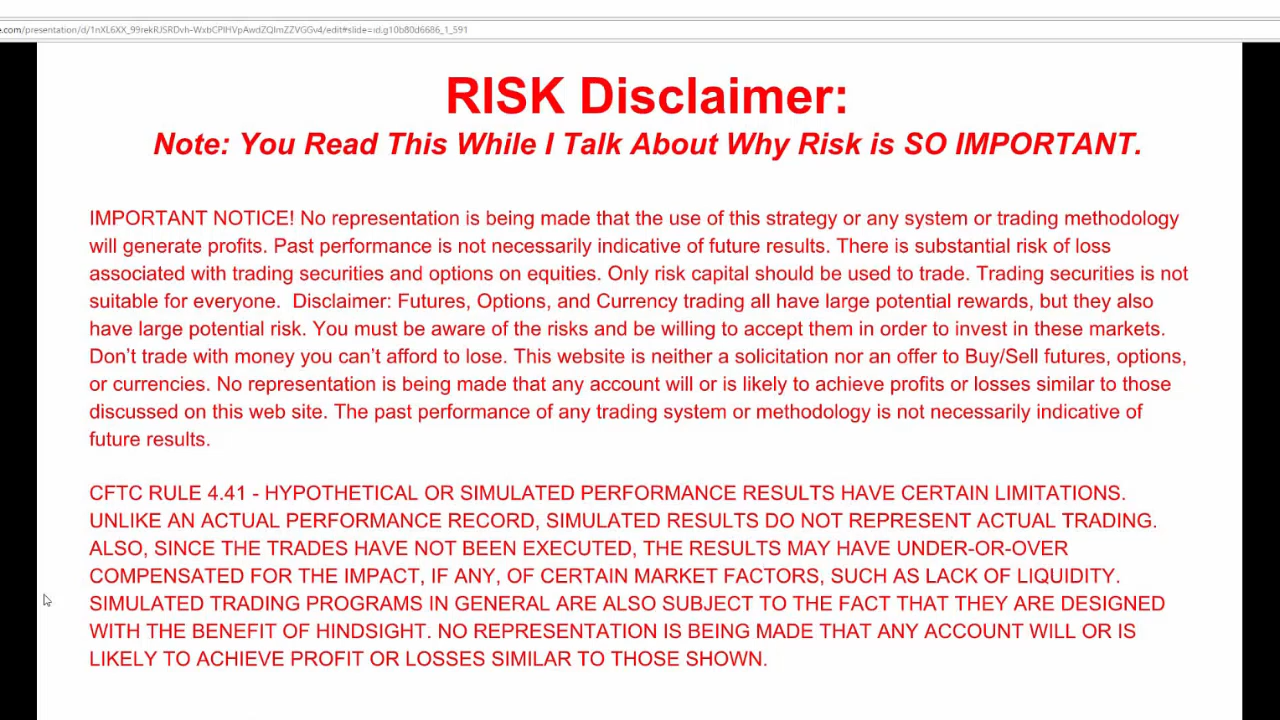 e.com/presentation/d/1nXL6XX_99rekRJSRDvh-WxbCPIHVpAwdZQImZZVGGv4/edit#slide=id.g10b80d6686_1_591
RISK Disclaimer:
Note: You Read This While I Talk About Why Risk is SO IMPORTANT.
IMPORTANT NOTICE! No representation is being made that the use of this strategy or any system or trading methodology
will generate profits. Past performance is not necessarily indicative of future results. There is substantial risk of loss
associated with trading securities and options on equities. Only risk capital should be used to trade. Trading securities is not
suitable for everyone.  Disclaimer: Futures, Options, and Currency trading all have large potential rewards, but they also
have large potential risk. You must be aware of the risks and be willing to accept them in order to invest in these markets.
Don’t trade with money you can’t afford to lose. This website is neither a solicitation nor an offer to Buy/Sell futures, options,
or currencies. No representation is being made that any account will or is likely to achieve profits or losses similar to those
discussed on this web site. The past performance of any trading system or methodology is not necessarily indicative of
future results.
CFTC RULE 4.41 - HYPOTHETICAL OR SIMULATED PERFORMANCE RESULTS HAVE CERTAIN LIMITATIONS.
UNLIKE AN ACTUAL PERFORMANCE RECORD, SIMULATED RESULTS DO NOT REPRESENT ACTUAL TRADING.
ALSO, SINCE THE TRADES HAVE NOT BEEN EXECUTED, THE RESULTS MAY HAVE UNDER-OR-OVER
COMPENSATED FOR THE IMPACT, IF ANY, OF CERTAIN MARKET FACTORS, SUCH AS LACK OF LIQUIDITY.
SIMULATED TRADING PROGRAMS IN GENERAL ARE ALSO SUBJECT TO THE FACT THAT THEY ARE DESIGNED
WITH THE BENEFIT OF HINDSIGHT. NO REPRESENTATION IS BEING MADE THAT ANY ACCOUNT WILL OR IS
LIKELY TO ACHIEVE PROFIT OR LOSSES SIMILAR TO THOSE SHOWN.